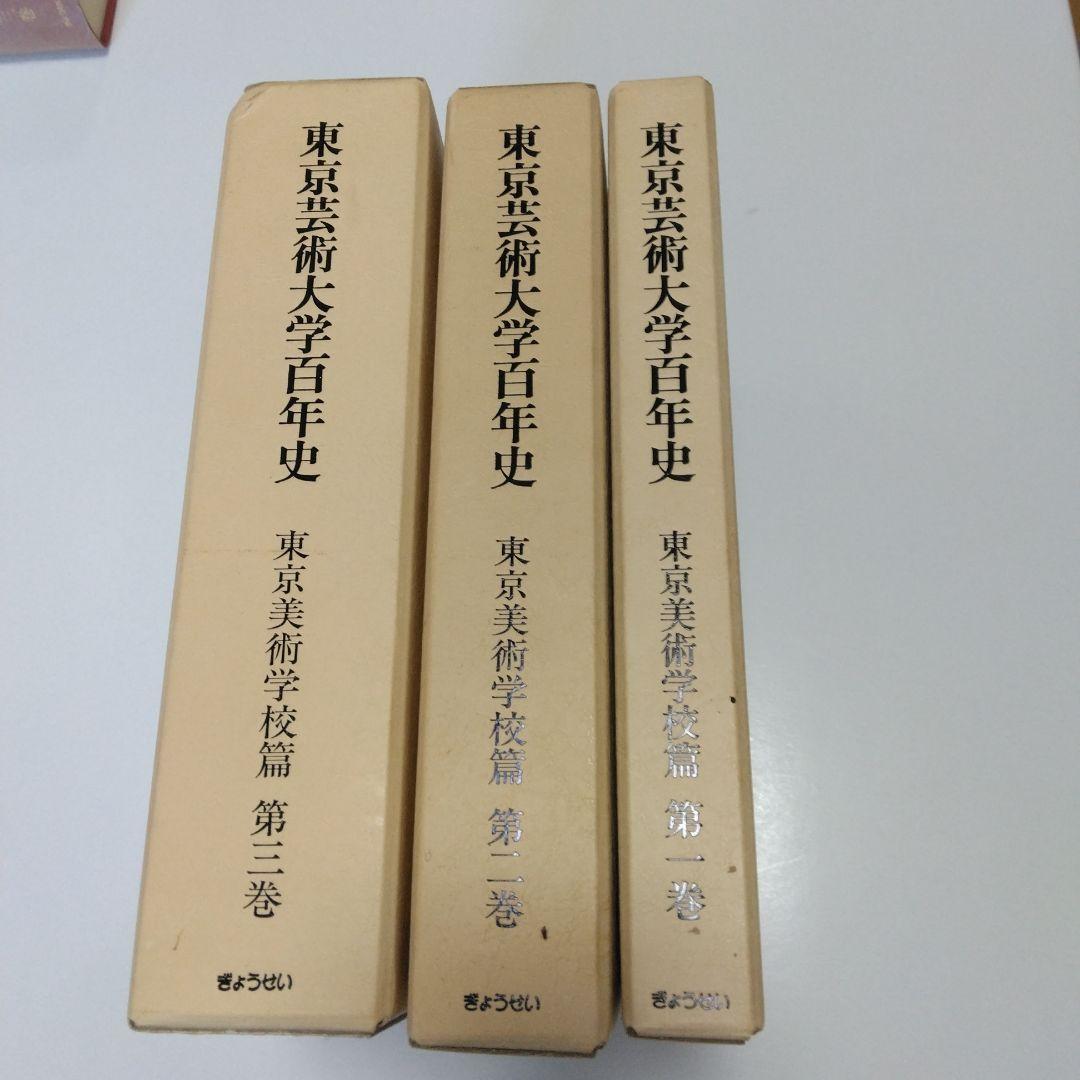 東京芸術大学百年史
東京美術学校篇 第一巻
ぎょうせい
東京芸術大学百年史
東京美術学校篇 第二巻
ぎょうせい
東京芸術大学百年史
東京美術学校篇 第三巻
ぎょうせい